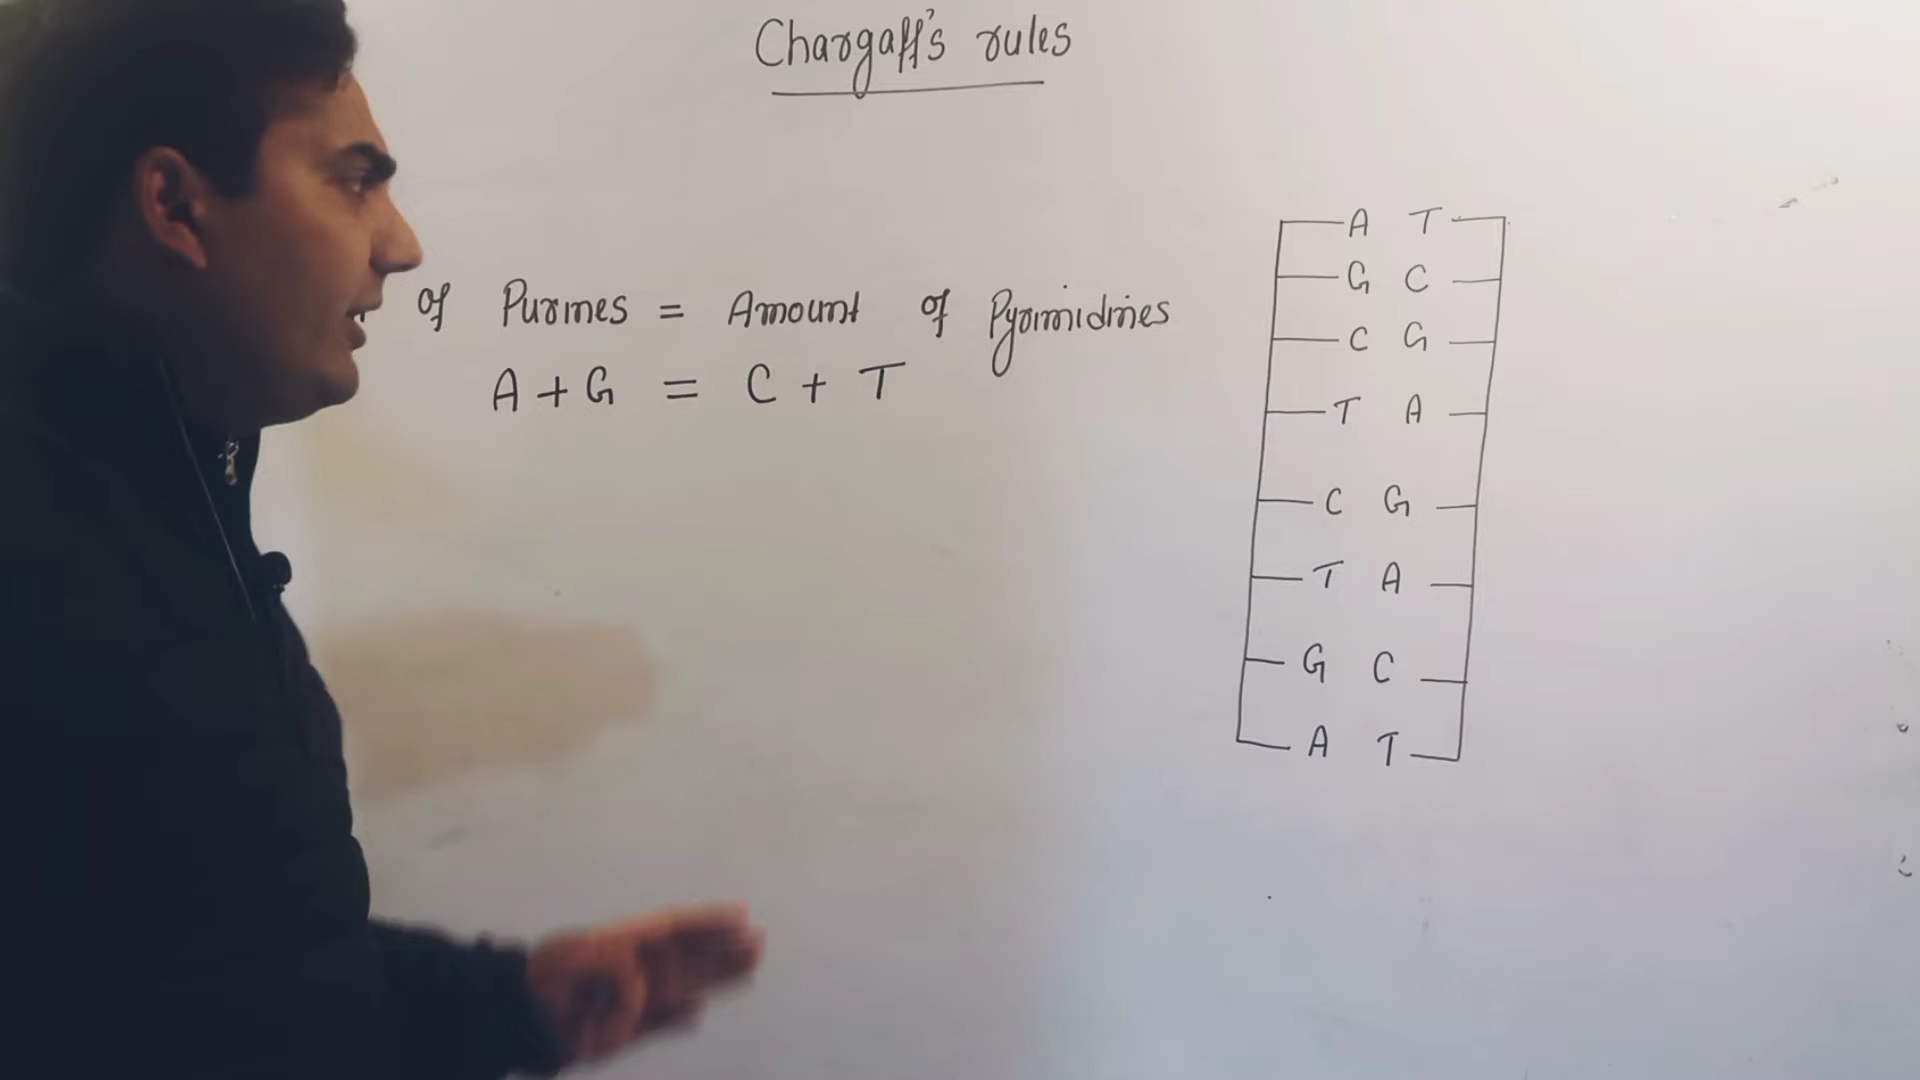 Chargaff's rules
of Purines = Amount of Pyrimidines
A + G = C + T
A T
G C
C G
T A
C G
T A
G C
A T